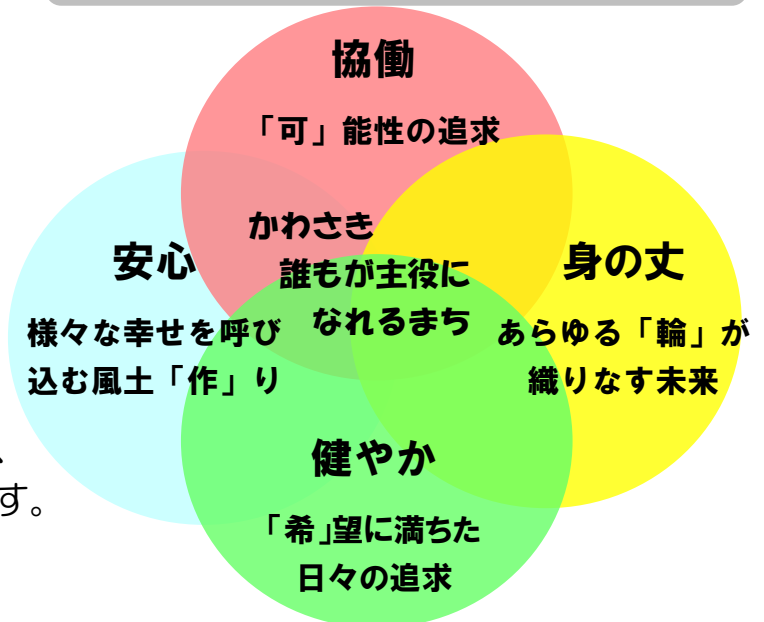 協働
「可」能性の追求
かわさき
誰もが主役に
なれるまち
安心
様々な幸せを呼び
込む風土「作」り
身の丈
あらゆる「輪」が
織りなす未来
す。
健やか
「希」望に満ちた
日々の追求